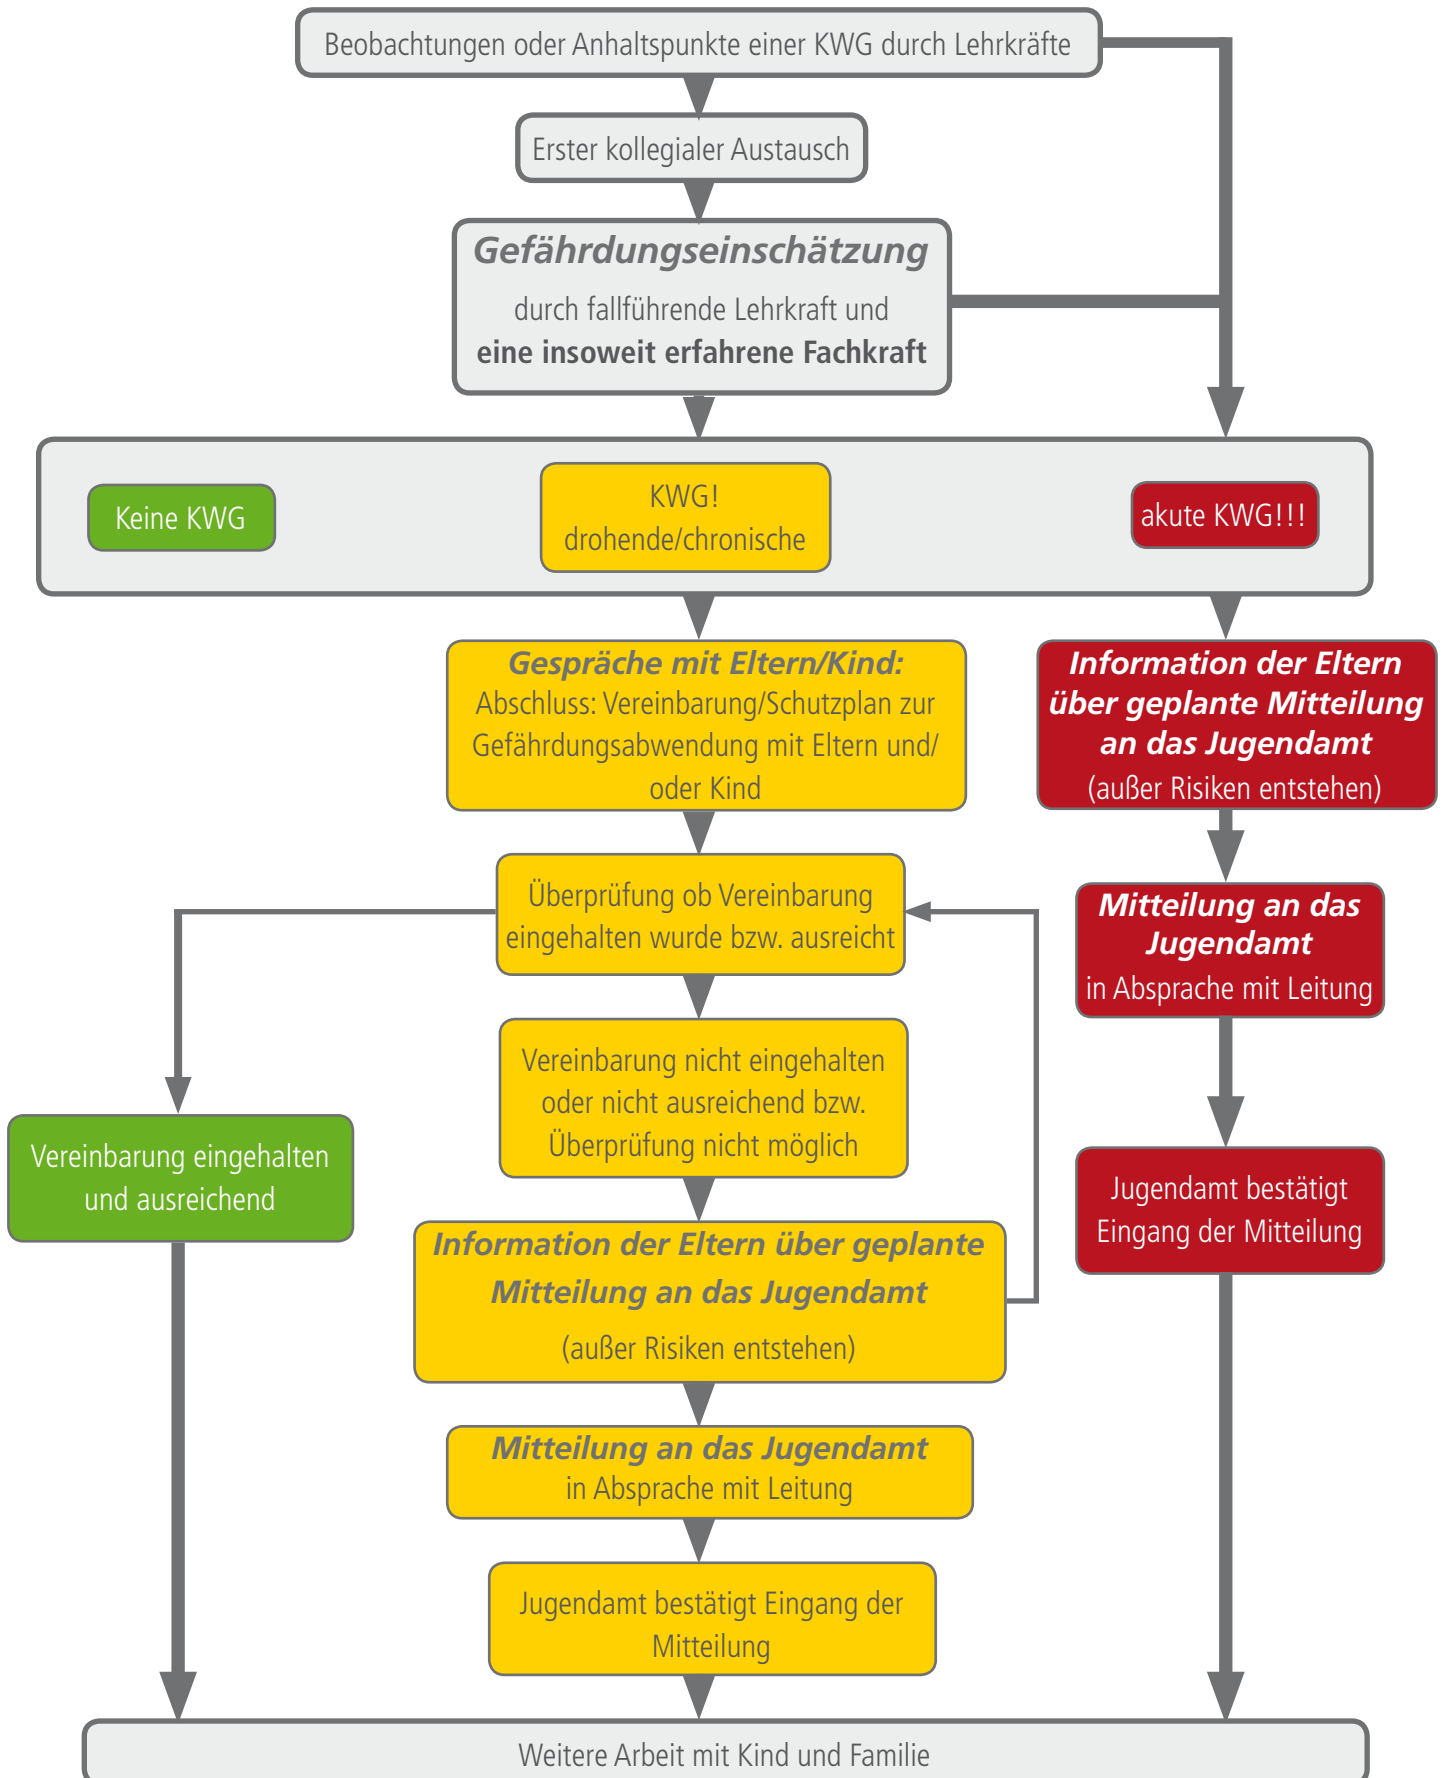 Beobachtungen oder Anhaltspunkte einer KWG durch Lehrkräfte
Erster kollegialer Austausch
Gefährdungseinschätzung
durch fallführende Lehrkraft und
eine insoweit erfahrene Fachkraft
Keine KWG
KWG!
drohende/chronische
akute KWG!!!
Gespräche mit Eltern/Kind:
Abschluss: Vereinbarung/Schutzplan zur
Gefährdungsabwendung mit Eltern und/
oder Kind
Information der Eltern
über geplante Mitteilung
an das Jugendamt
(außer Risiken entstehen)
Überprüfung ob Vereinbarung
eingehalten wurde bzw. ausreicht
Mitteilung an das
Jugendamt
in Absprache mit Leitung
Vereinbarung nicht eingehalten
oder nicht ausreichend bzw.
Überprüfung nicht möglich
Vereinbarung eingehalten
und ausreichend
Jugendamt bestätigt
Eingang der Mitteilung
Information der Eltern über geplante
Mitteilung an das Jugendamt
(außer Risiken entstehen)
Mitteilung an das Jugendamt
in Absprache mit Leitung
Jugendamt bestätigt Eingang der
Mitteilung
Weitere Arbeit mit Kind und Familie